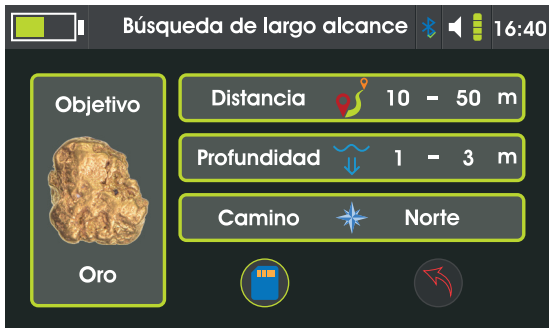 Búsqueda de largo alcance
16:40
Objetivo
Oro
Distancia 10 - 50 m
Profundidad 1 - 3 m
Camino Norte